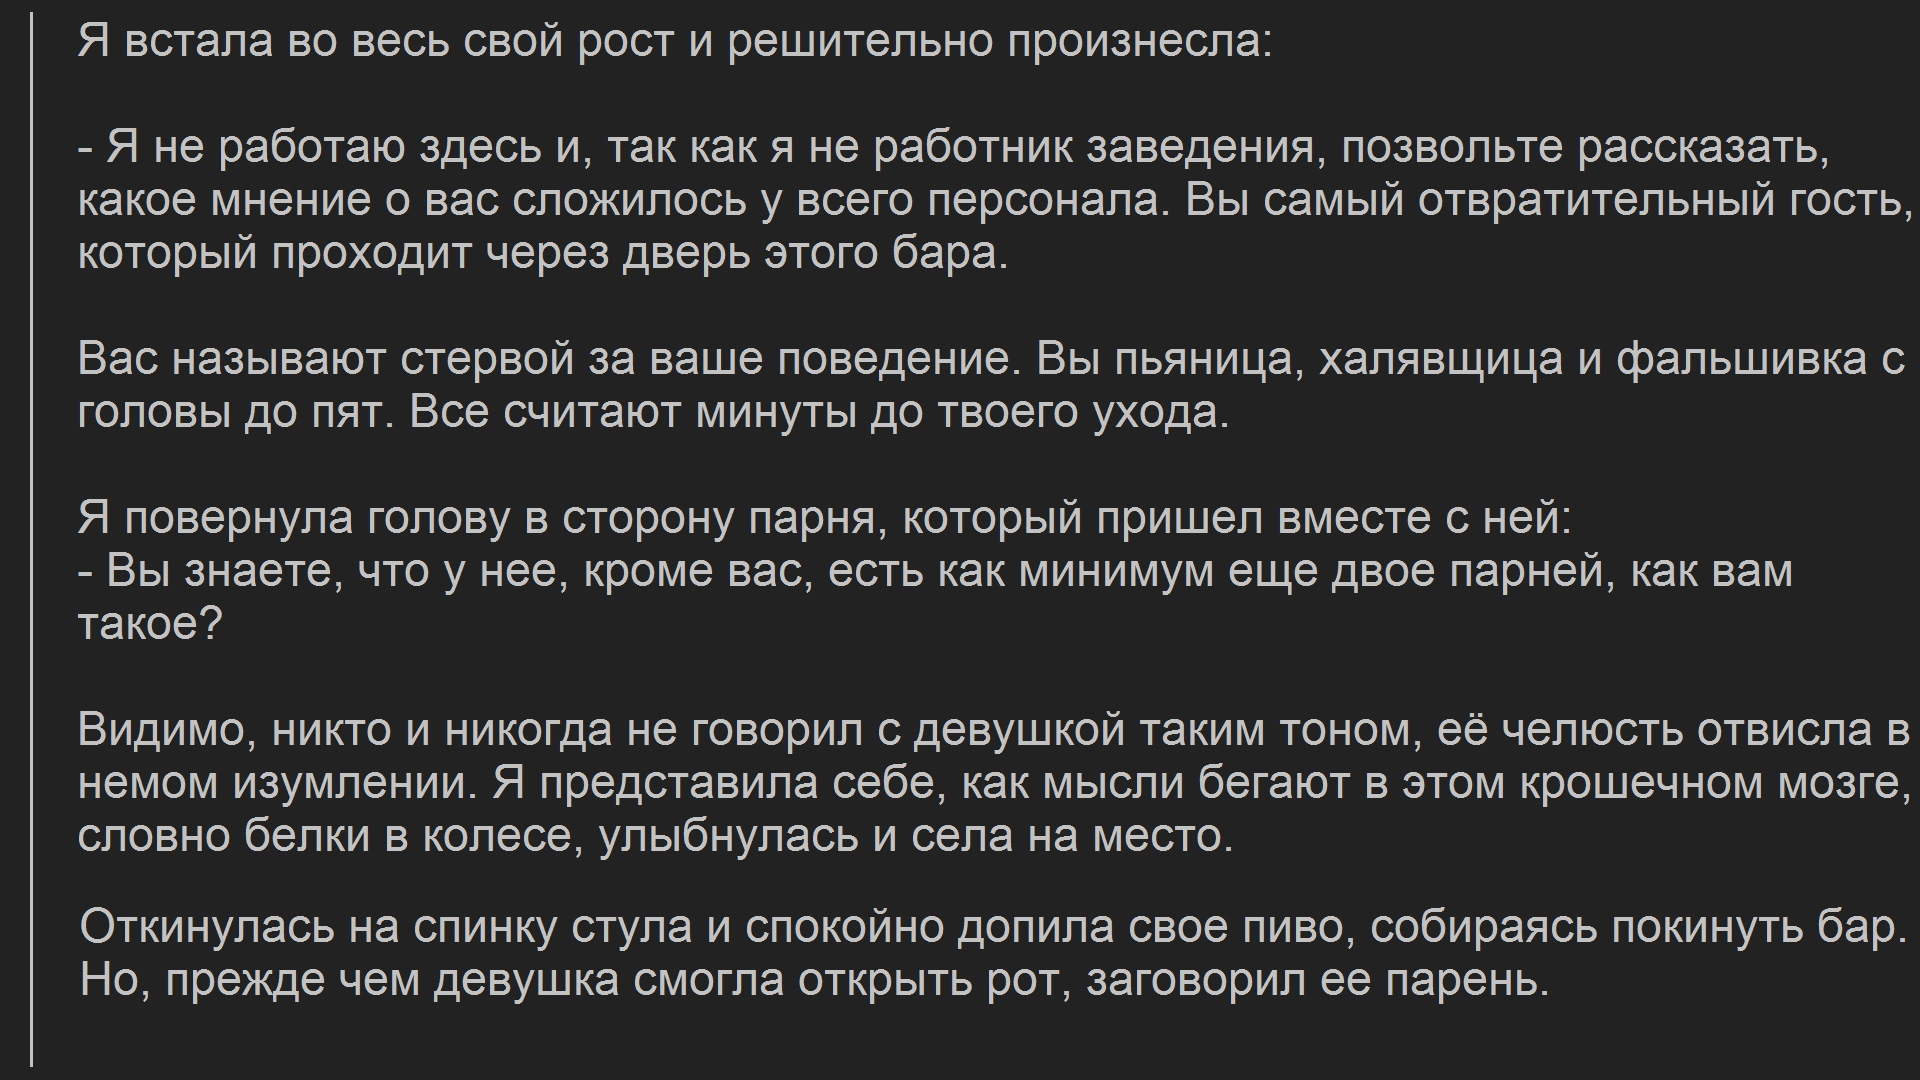 Я встала во весь свой рост и решительно произнесла:
- Я не работаю здесь и, так как я не работник заведения, позвольте рассказать,
какое мнение о вас сложилось у всего персонала. Вы самый отвратительный гость,
который проходит через дверь этого бара.
Вас называют стервой за ваше поведение. Вы пьяница, халявщица и фальшивка с
головы до пят. Все считают минуты до твоего ухода.
Я повернула голову в сторону парня, который пришел вместе с ней:
- Вы знаете, что у нее, кроме вас, есть как минимум еще двое парней, как вам
такое?
Видимо, никто и никогда не говорил с девушкой таким тоном, её челюсть отвисла в
немом изумлении. Я представила себе, как мысли бегают в этом крошечном мозге,
словно белки в колесе, улыбнулась и села на место.
Откинулась на спинку стула и спокойно допила свое пиво, собираясь покинуть бар.
Но, прежде чем девушка смогла открыть рот, заговорил ее парень.